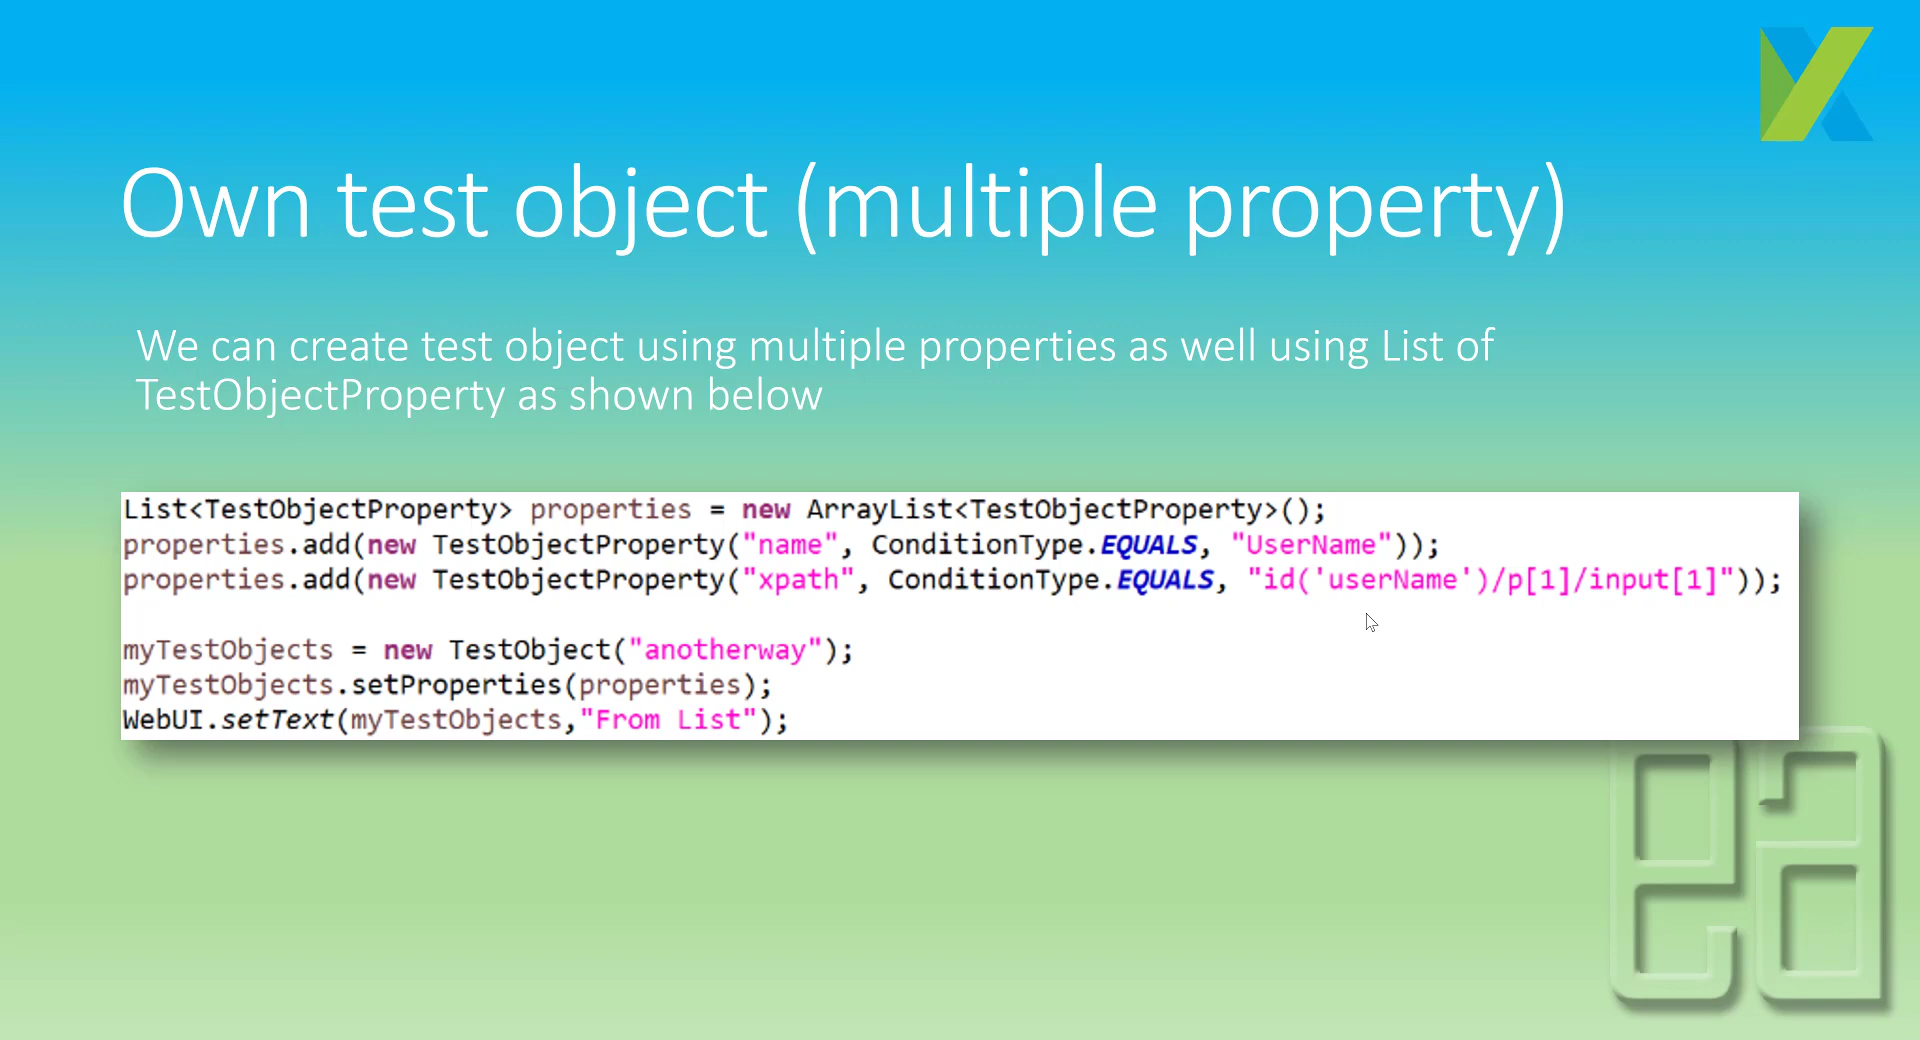 Own test object (multiple property)
We can create test object using multiple properties as well using List of
TestObjectProperty as shown below
List<TestObjectProperty> properties = new ArrayList<TestObjectProperty>();
properties.add(new TestObjectProperty("name", ConditionType.EQUALS, "UserName"));
properties.add(new TestObjectProperty("xpath", ConditionType.EQUALS, "id('userName')/p[1]/input[1]"));
myTestObjects = new TestObject("anotherway");
myTestObjects.setProperties(properties);
WebUI.setText(myTestObjects,"From List");
ea